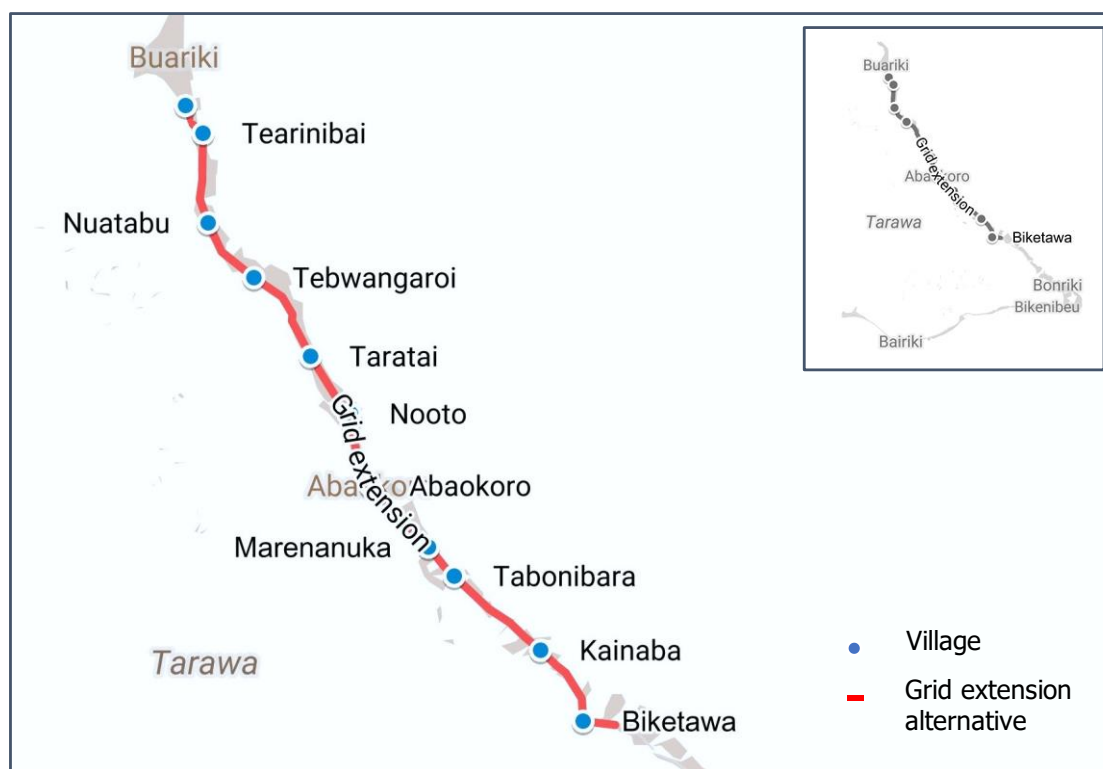 Buariki
Tearinibai
Nuatabu
Tebwangaroi
Taratai
Nooto
Grid extension
Abaokoro
Marenanuka
Tabonibara
Kainaba
Tarawa
Biketawa
Village
Grid extension
alternative
Buariki
Grid extension
Tarawa
Biketawa
Bonriki
Bikenibeu
Bairiki